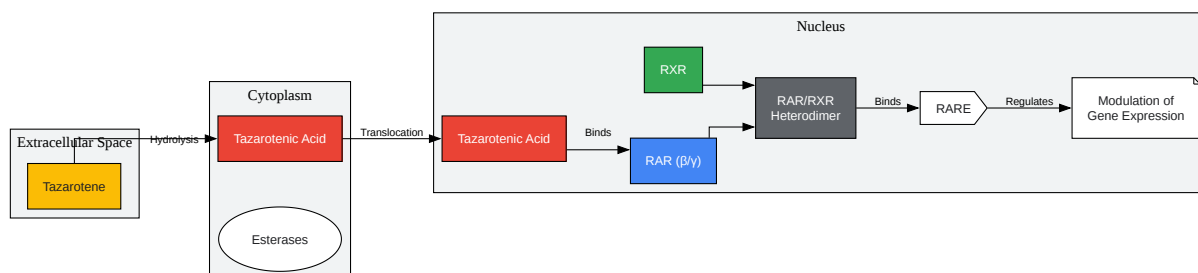 Extracellular Space
Tazarotene
Hydrolysis
Cytoplasm
Tazarotenic Acid
Esterases
Translocation
Nucleus
Tazarotenic Acid
Binds
RXR
RAR (β/γ)
RAR/RXR
Heterodimer
Binds
RARE
Regulates
Modulation of
Gene Expression